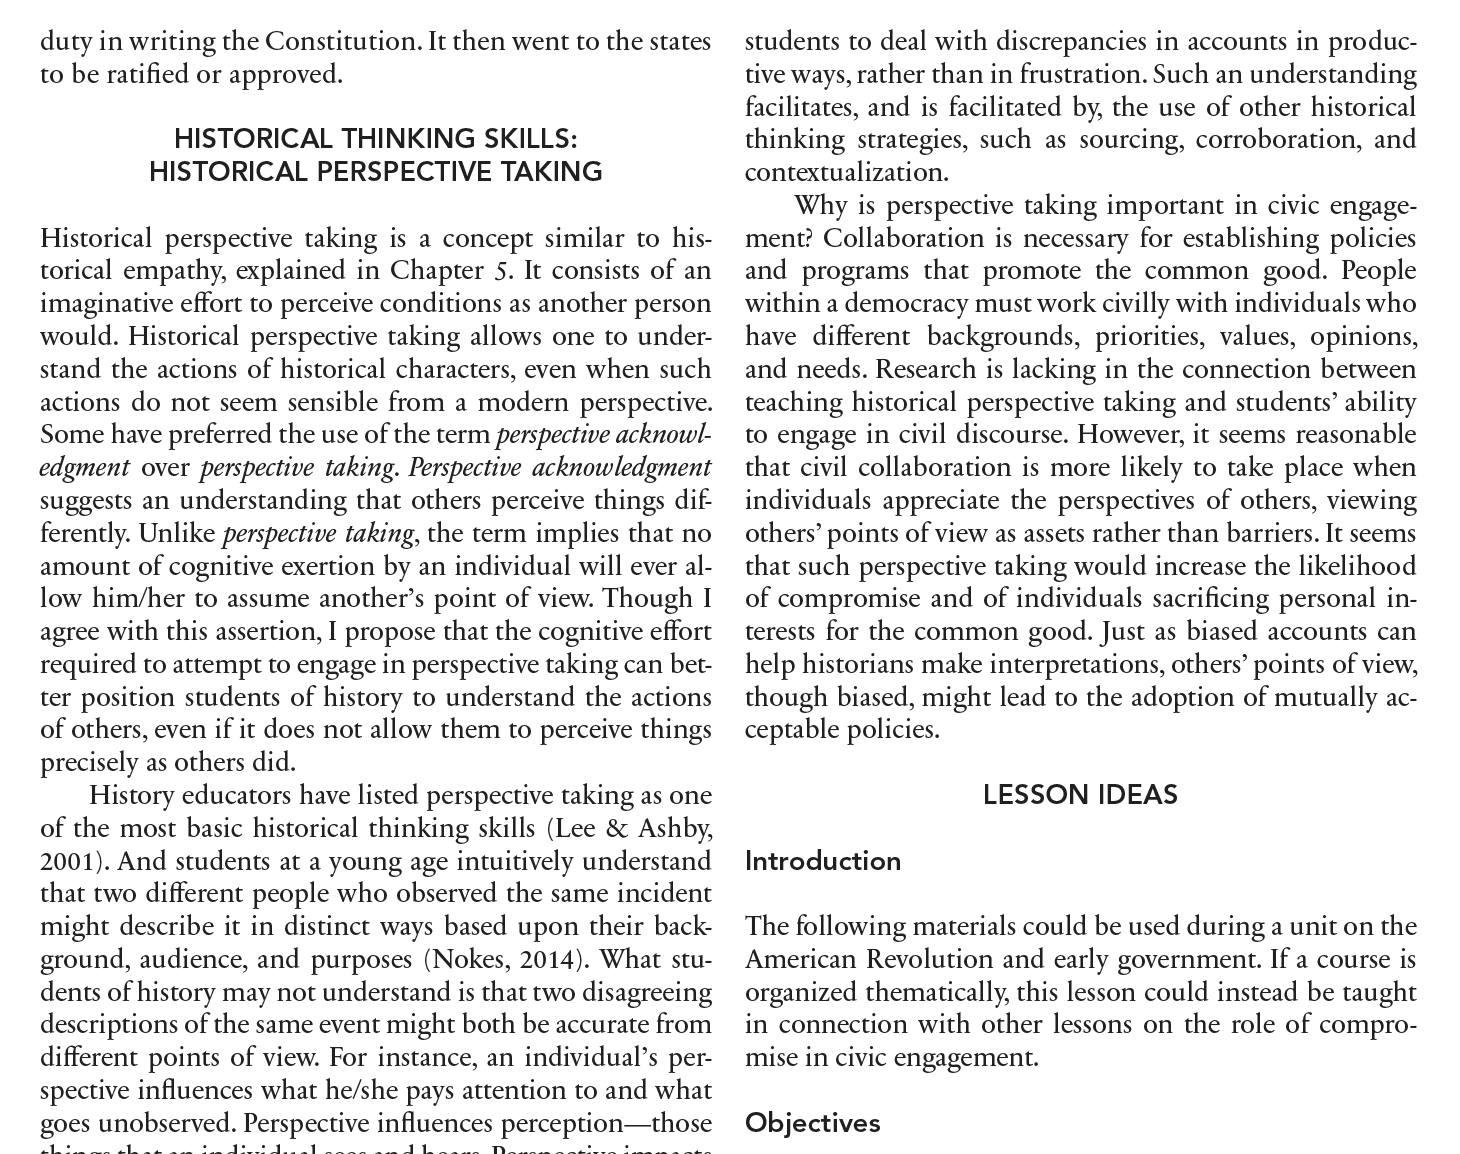 duty in writing the Constitution. It then went to the states
to be ratified or approved.
HISTORICAL THINKING SKILLS:
HISTORICAL PERSPECTIVE TAKING
Historical perspective taking is a concept similar to his-
torical empathy, explained in Chapter 5. It consists of an
imaginative effort to perceive conditions as another person
would. Historical perspective taking allows one to under-
stand the actions of historical characters, even when such
actions do not seem sensible from a modern perspective.
Some have preferred the use of the term perspective acknowl-
edgment over perspective taking. Perspective acknowledgment
suggests an understanding that others perceive things dif-
ferently. Unlike perspective taking, the term implies that no
amount of cognitive exertion by an individual will ever al-
low him/her to assume another’s point of view. Though I
agree with this assertion, I propose that the cognitive effort
required to attempt to engage in perspective taking can bet-
ter position students of history to understand the actions
of others, even if it does not allow them to perceive things
precisely as others did.
History educators have listed perspective taking as one
of the most basic historical thinking skills (Lee & Ashby,
2001). And students at a young age intuitively understand
that two different people who observed the same incident
might describe it in distinct ways based upon their back-
ground, audience, and purposes (Nokes, 2014). What stu-
dents of history may not understand is that two disagreeing
descriptions of the same event might both be accurate from
different points of view. For instance, an individual’s per-
spective influences what he/she pays attention to and what
goes unobserved. Perspective influences perception—those
things that an individual sees and hears. Perspective impacts
students to deal with discrepancies in accounts in produc-
tive ways, rather than in frustration. Such an understanding
facilitates, and is facilitated by, the use of other historical
thinking strategies, such as sourcing, corroboration, and
contextualization.
Why is perspective taking important in civic engage-
ment? Collaboration is necessary for establishing policies
and programs that promote the common good. People
within a democracy must work civilly with individuals who
have different backgrounds, priorities, values, opinions,
and needs. Research is lacking in the connection between
teaching historical perspective taking and students’ ability
to engage in civil discourse. However, it seems reasonable
that civil collaboration is more likely to take place when
individuals appreciate the perspectives of others, viewing
others’ points of view as assets rather than barriers. It seems
that such perspective taking would increase the likelihood
of compromise and of individuals sacrificing personal in-
terests for the common good. Just as biased accounts can
help historians make interpretations, others’ points of view,
though biased, might lead to the adoption of mutually ac-
ceptable policies.
LESSON IDEAS
Introduction
The following materials could be used during a unit on the
American Revolution and early government. If a course is
organized thematically, this lesson could instead be taught
in connection with other lessons on the role of compro-
mise in civic engagement.
Objectives